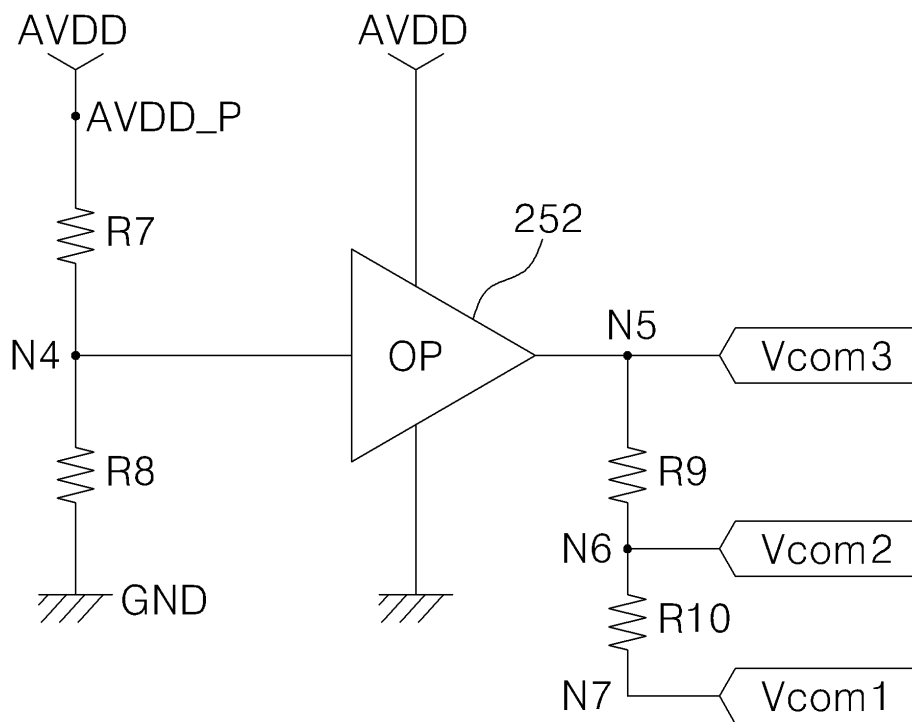 AVDD
AVDD
AVDD_P
R7
252
N4
OP
N5
Vcom3
R8
R9
N6
Vcom2
GND
R10
N7
Vcom1